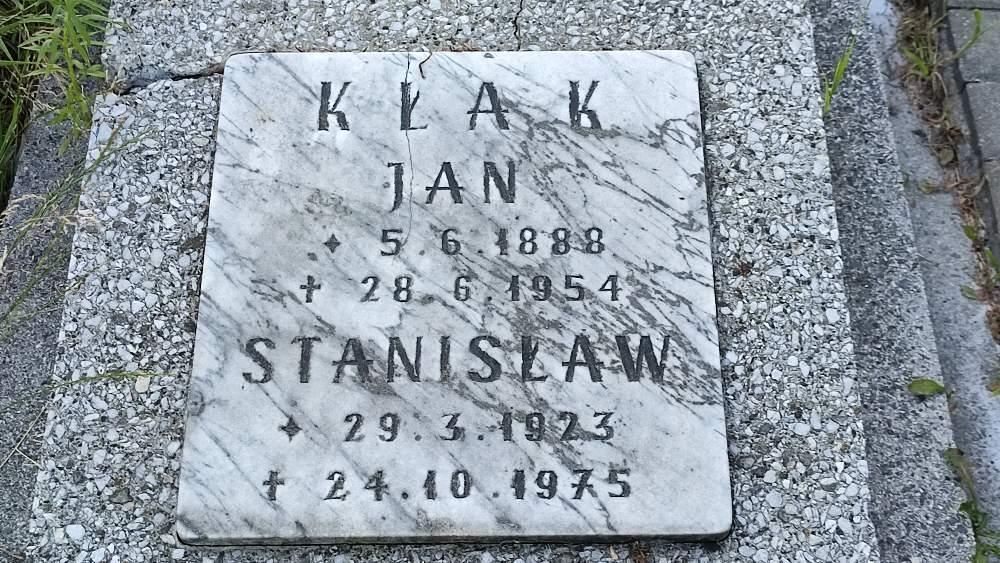 KŁAK
JAN
✦ 5.6.1888
† 28.6.1954
STANISŁAW
✦ 29.3.1923
† 24.10.1975